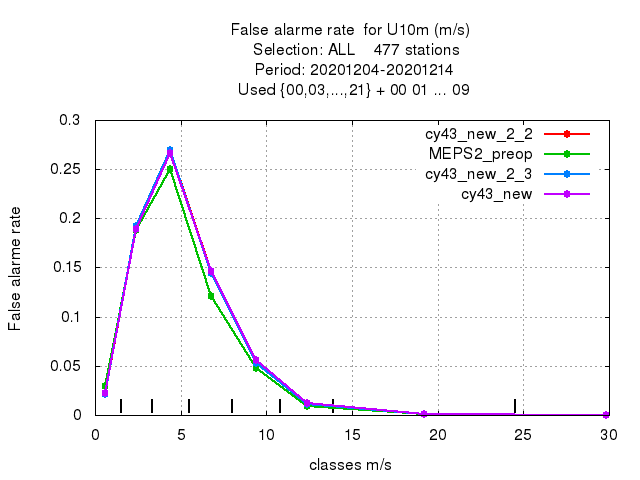 False alarme rate  for U10m (m/s)
Selection: ALL    477 stations
Period: 20201204-20201214
Used {00,03,...,21} + 00 01 ... 09
cy43_new_2_2
MEPS2_preop
cy43_new_2_3
cy43_new
0.3
0.25
0.2
0.15
0.1
0.05
0
False alarme rate
0 5 10 15 20 25 30
classes m/s